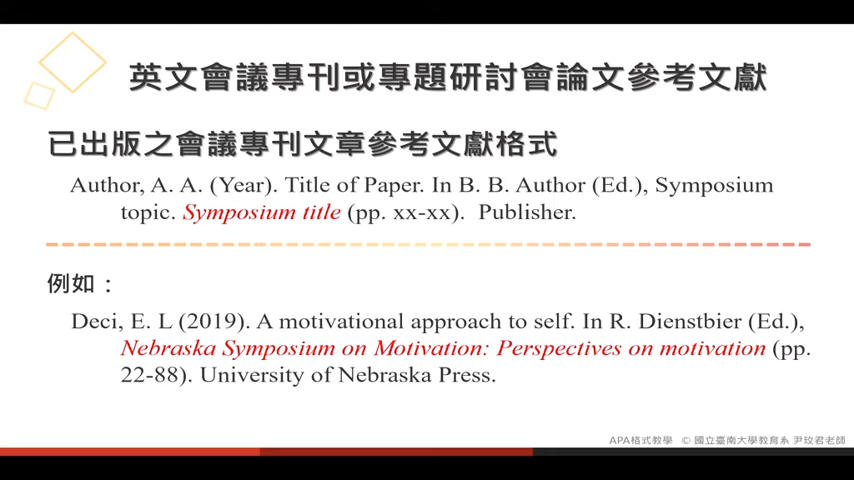 英文會議專刊或專題研討會論文參考文獻
已出版之會議專刊文章參考文獻格式
Author, A. A. (Year). Title of Paper. In B. B. Author (Ed.), Symposium
topic. Symposium title (pp. xx-xx). Publisher.
例如：
Deci, E. L (2019). A motivational approach to self. In R. Dienstbier (Ed.),
Nebraska Symposium on Motivation: Perspectives on motivation (pp.
22-88). University of Nebraska Press.
APA格式教學 © 國立臺南大學教育系 尹玫君老師